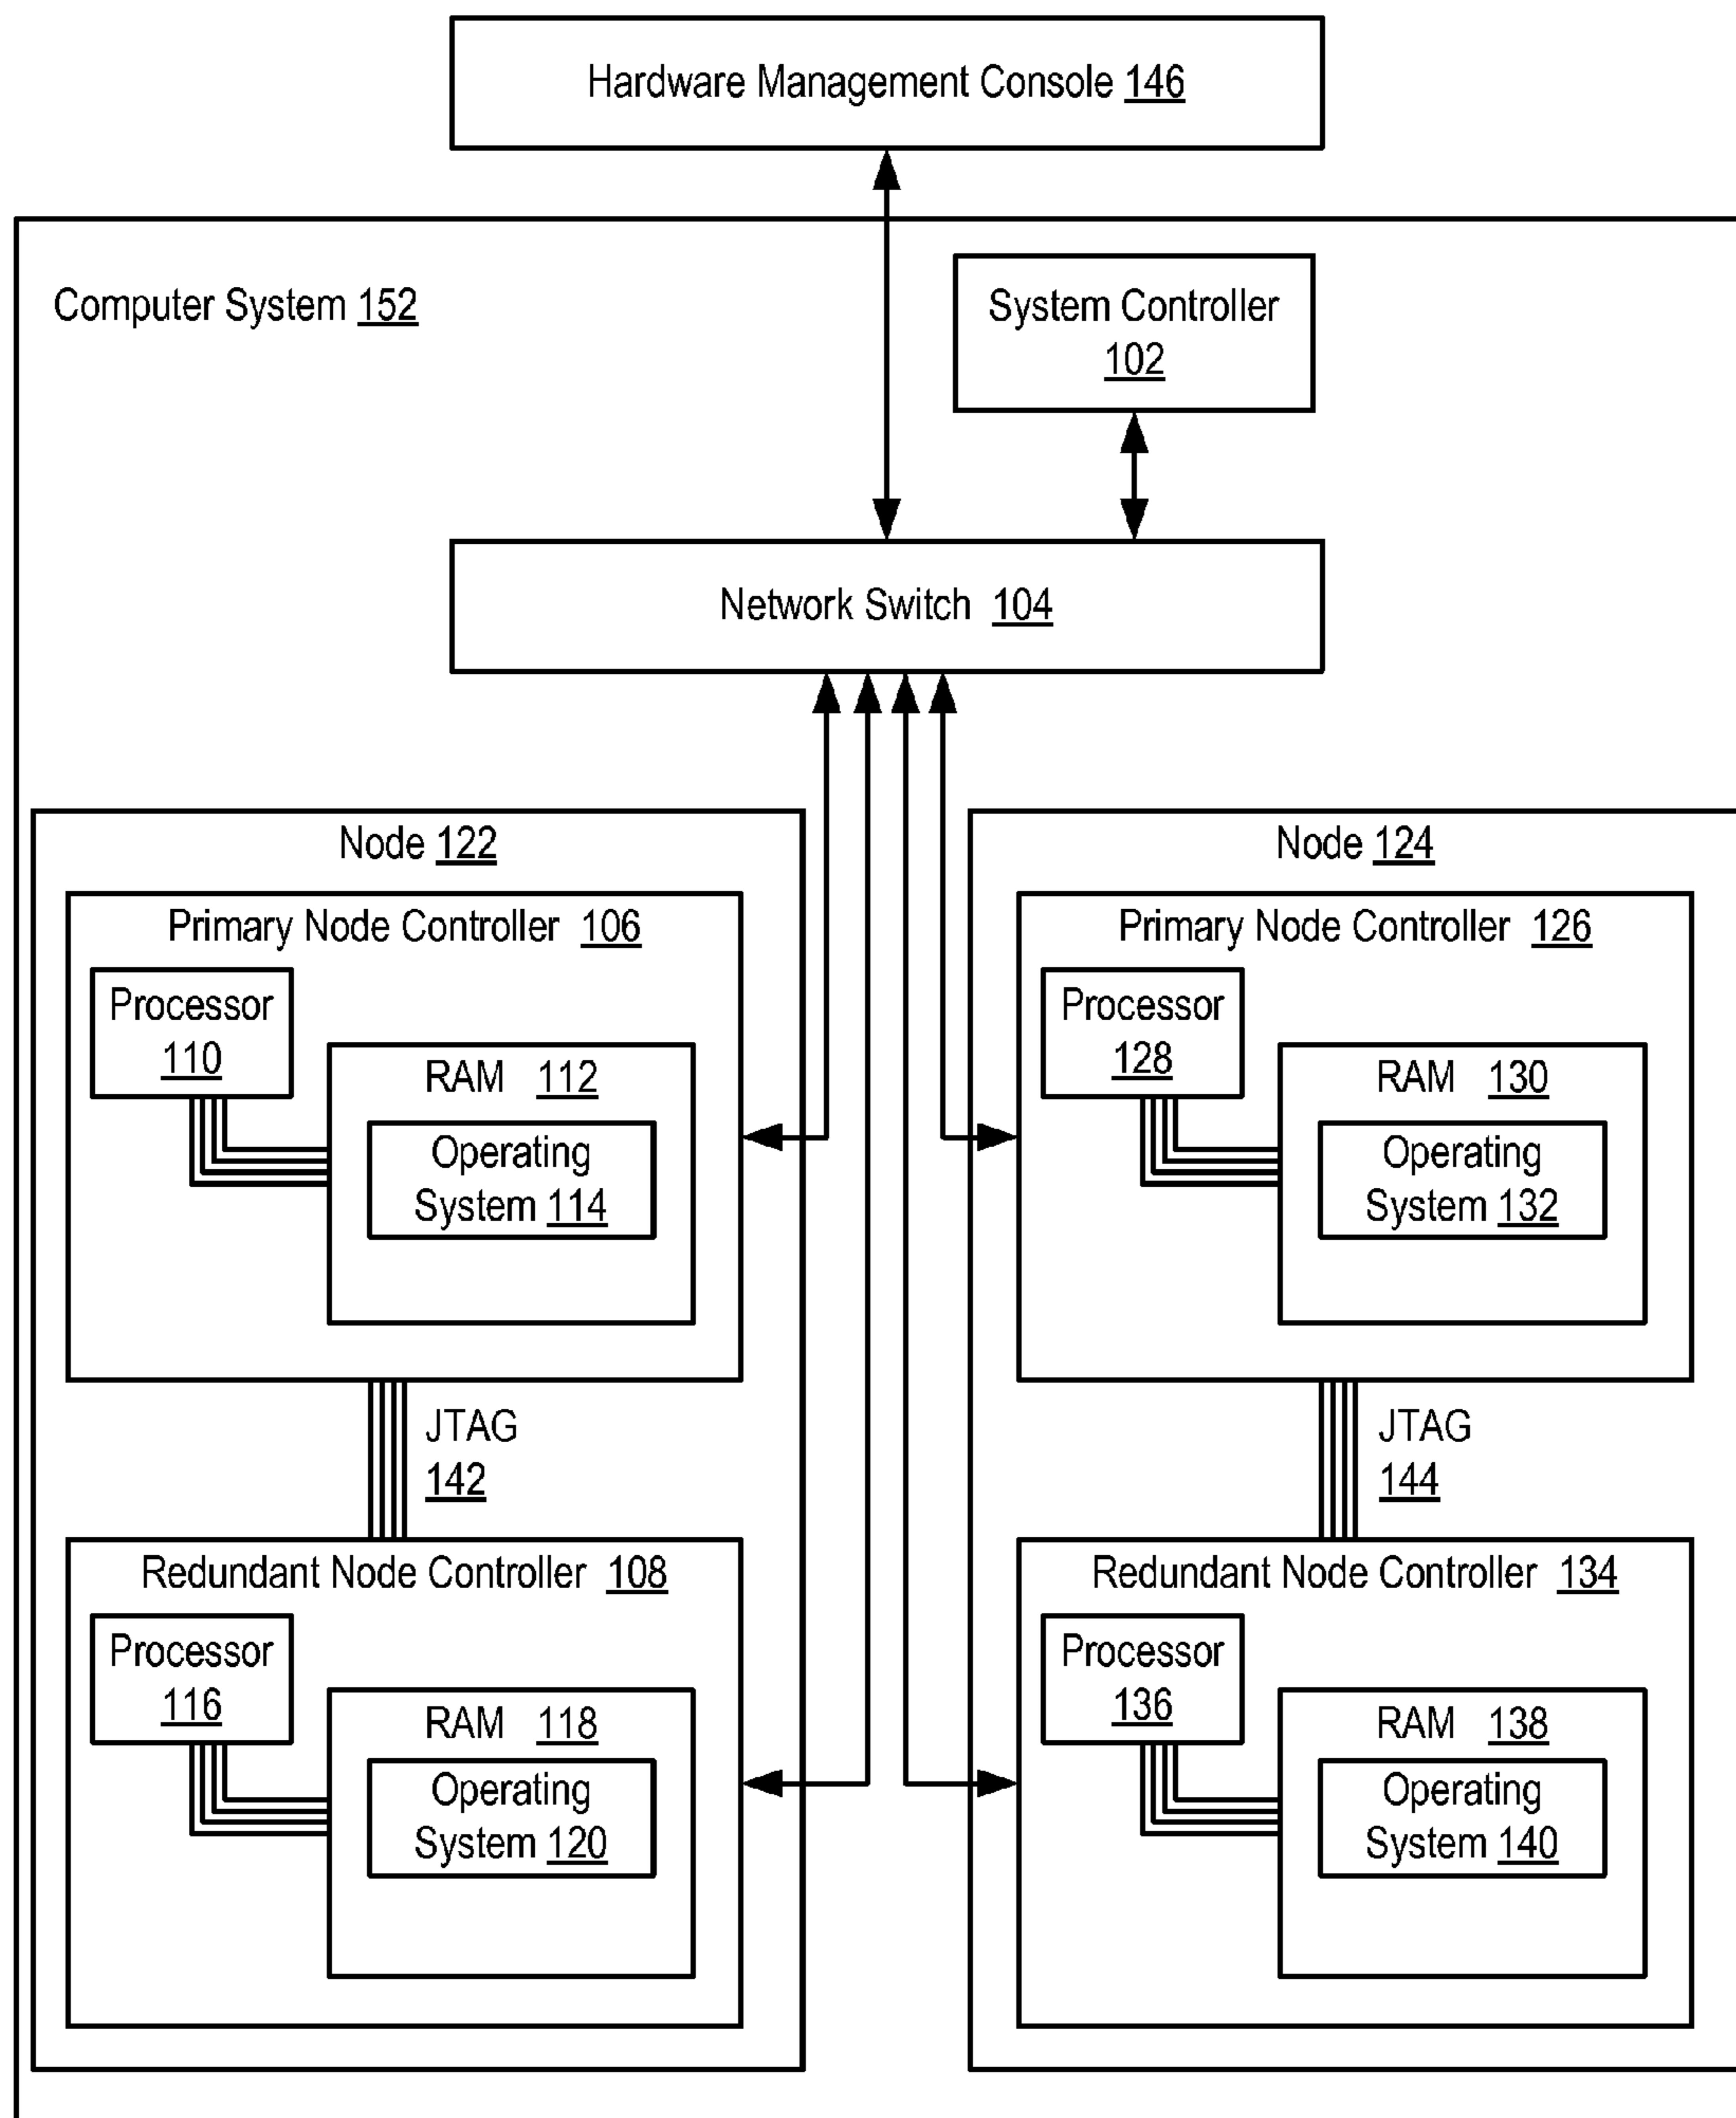 Hardware Management Console 146
Computer System 152
System Controller
102
Network Switch 104
Node 122
Primary Node Controller 106
Processor
110
RAM 112
Operating
System 114
JTAG
142
Redundant Node Controller 108
Processor
116
RAM 118
Operating
System 120
Node 124
Primary Node Controller 126
Processor
128
RAM 130
Operating
System 132
JTAG
144
Redundant Node Controller 134
Processor
136
RAM 138
Operating
System 140